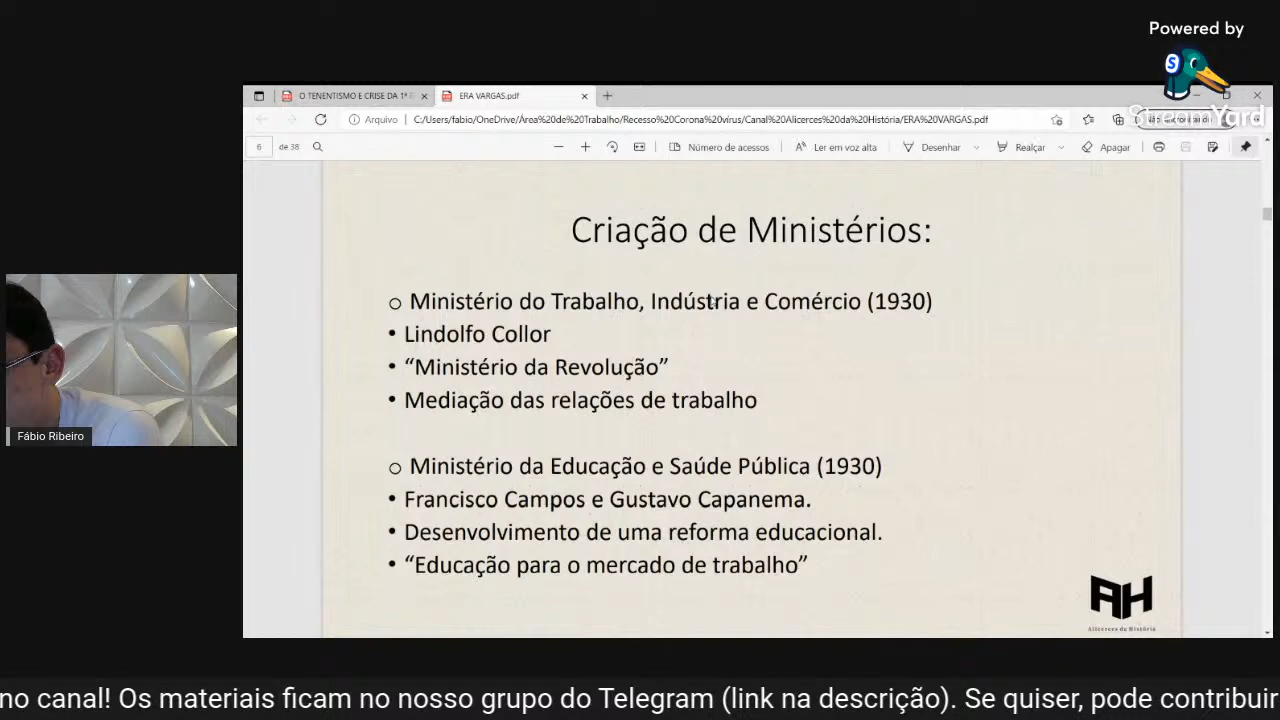 Powered by
S
StreamYard
O TENENTISMO E CRISE DA 1ª
ERA VARGAS.pdf
Arquivo
C:/Users/fabio/OneDrive/Área%20de%20Trabalho/Recesso%20Corona%20vírus/Canal%20Alicerces%20da%20História/ERA%20VARGAS.pdf
6 de 38
Número de acessos
Ler em voz alta
Desenhar
Realçar
Apagar
Criação de Ministérios:
o Ministério do Trabalho, Indústria e Comércio (1930)
• Lindolfo Collor
• “Ministério da Revolução”
• Mediação das relações de trabalho
o Ministério da Educação e Saúde Pública (1930)
• Francisco Campos e Gustavo Capanema.
• Desenvolvimento de uma reforma educacional.
• “Educação para o mercado de trabalho”
AH
Alicerces da História
Fábio Ribeiro
no canal! Os materiais ficam no nosso grupo do Telegram (link na descrição). Se quiser, pode contribuir